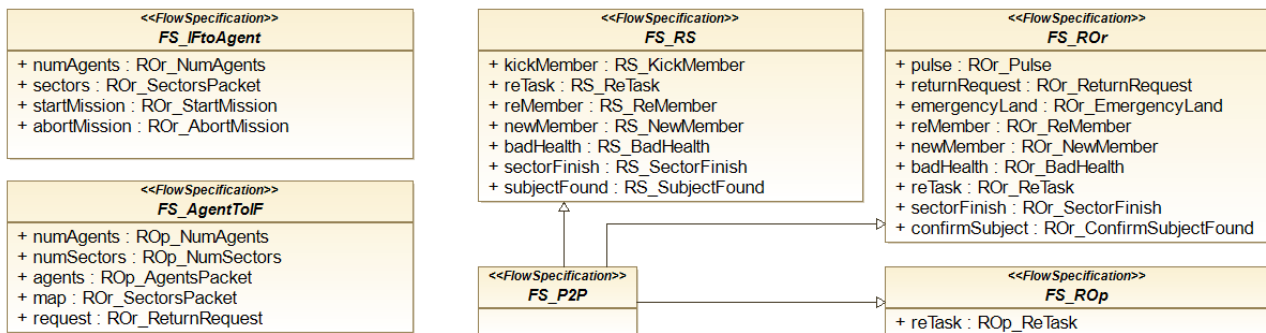 <<FlowSpecification>>
FS_IFtoAgent
+ numAgents : ROr_NumAgents
+ sectors : ROr_SectorsPacket
+ startMission : ROr_StartMission
+ abortMission : ROr_AbortMission
<<FlowSpecification>>
FS_AgentToIF
+ numAgents : ROp_NumAgents
+ numSectors : ROp_NumSectors
+ agents : ROp_AgentsPacket
+ map : ROr_SectorsPacket
+ request : ROr_ReturnRequest
<<FlowSpecification>>
FS_RS
+ kickMember : RS_KickMember
+ reTask : RS_ReTask
+ reMember : RS_ReMember
+ newMember : RS_NewMember
+ badHealth : RS_BadHealth
+ sectorFinish : RS_SectorFinish
+ subjectFound : RS_SubjectFound
<<FlowSpecification>>
FS_P2P
<<FlowSpecification>>
FS_ROr
+ pulse : ROr_Pulse
+ returnRequest : ROr_ReturnRequest
+ emergencyLand : ROr_EmergencyLand
+ reMember : ROr_ReMember
+ newMember : ROr_NewMember
+ badHealth : ROr_BadHealth
+ reTask : ROr_ReTask
+ sectorFinish : ROr_SectorFinish
+ confirmSubject : ROr_ConfirmSubjectFound
<<FlowSpecification>>
FS_ROp
+ reTask : ROp_ReTask